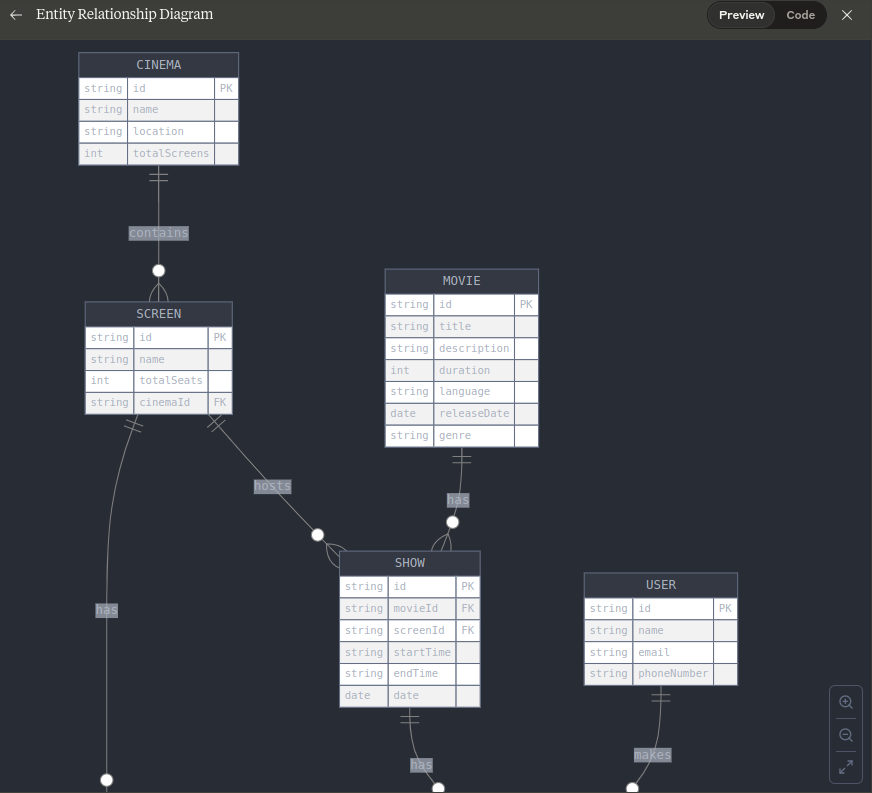 Entity Relationship Diagram
Preview
Code
CINEMA
string id PK
string name
string location
int totalScreens
contains
SCREEN
string id PK
string name
int totalSeats
string cinemaId FK
MOVIE
string id PK
string title
string description
int duration
string language
date releaseDate
string genre
hosts
has
SHOW
string id PK
string movieId FK
string screenId FK
string startTime
string endTime
date date
USER
string id PK
string name
string email
string phoneNumber
has
has
makes